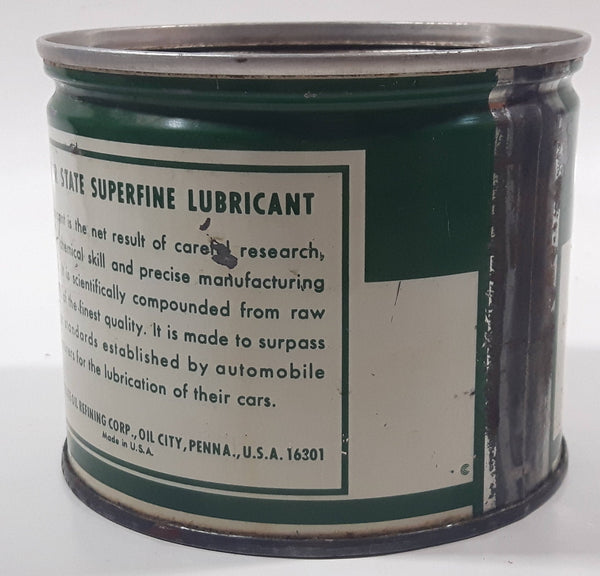 STATE SUPERFINE LUBRICANT
is the net result of careful research,
chemical skill and precise manufacturing
is scientifically compounded from raw
of the finest quality. It is made to surpass
standards established by automobile
for the lubrication of their cars.
REFINING CORP., OIL CITY, PENNA., U.S.A. 16301
Made in U.S.A.
C